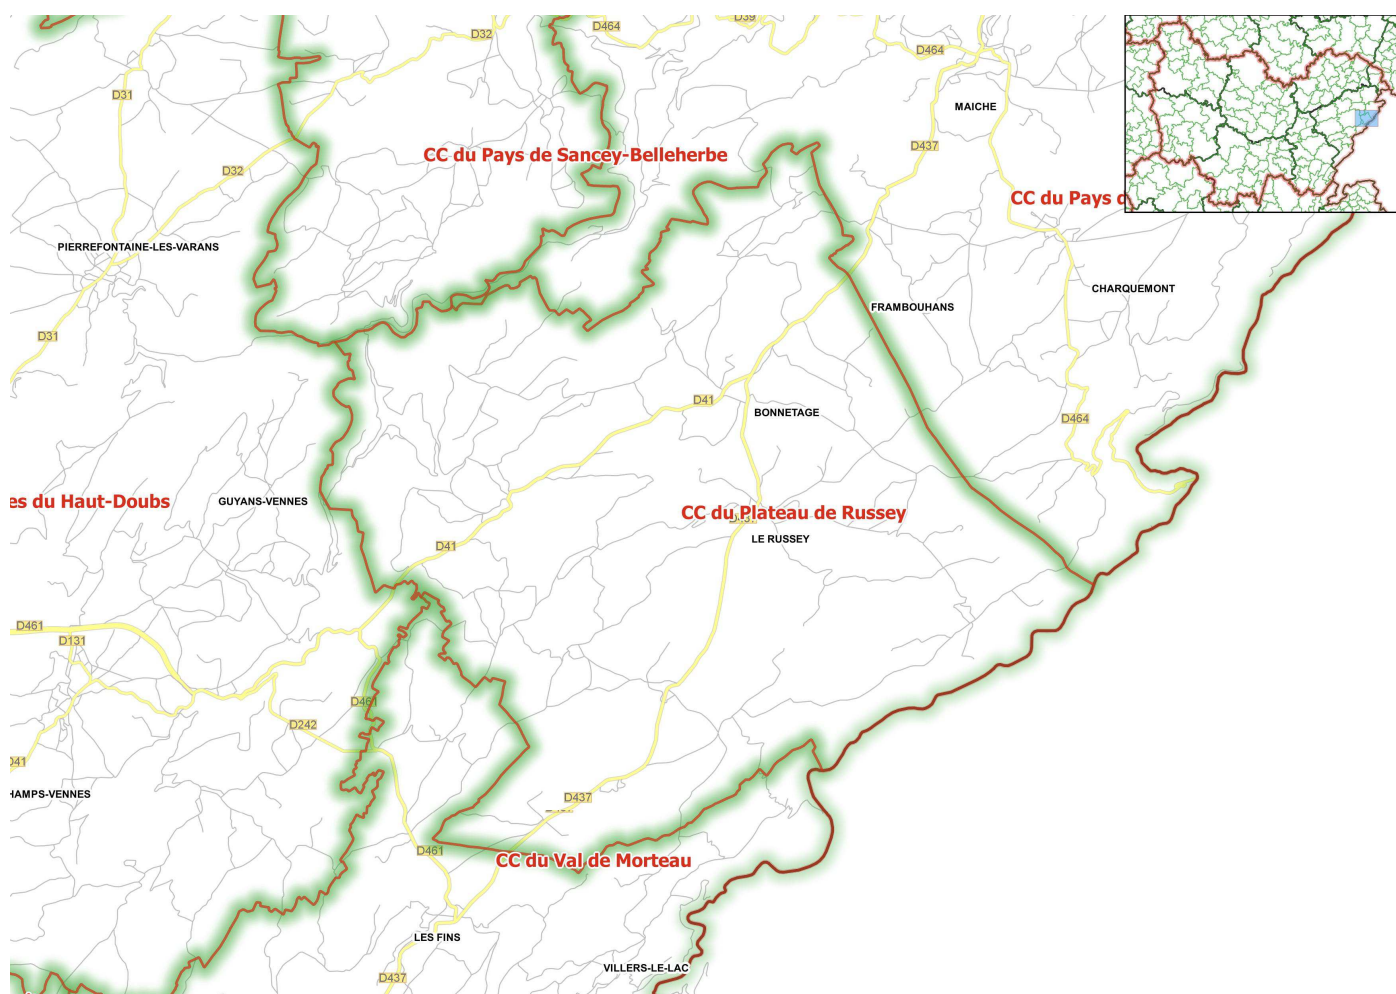 D32
D464
D39
D464
D31
MAICHE
D437
CC du Pays de Sancey-Belleherbe
D32
CC du Pays d
PIERREFONTAINE-LES-VARANS
CHARQUEMONT
FRAMBOUHANS
D31
D41
BONNETAGE
D464
es du Haut-Doubs
GUYANS-VENNES
CC du Plateau de Russey
LE RUSSEY
D41
D461
D131
D461
D242
D41
HAMPS-VENNES
D437
D461
CC du Val de Morteau
LES FINS
VILLERS-LE-LAC
D437